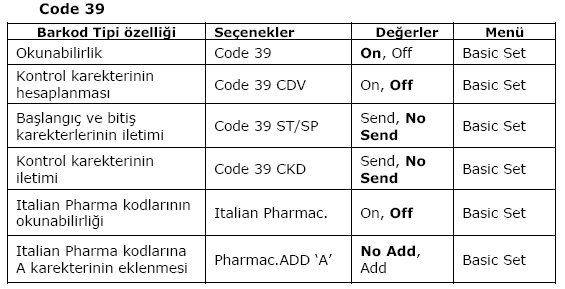 Code 39
Barkod Tipi özelliği Seçenekler Değerler Menü
Okunabilirlik Code 39 On, Off Basic Set
Kontrol karekterinin
hesaplanması Code 39 CDV On, Off Basic Set
Başlangıç ve bitiş
karekterlerinin iletimi Code 39 ST/SP Send, No
Send Basic Set
Kontrol karekterinin
iletimi Code 39 CKD Send, No
Send Basic Set
Italian Pharma kodlarının
okunabilirliği Italian Pharmac. On, Off Basic Set
Italian Pharma kodlarına
A karekterinin eklenmesi Pharmac.ADD ‘A’ No Add,
Add Basic Set